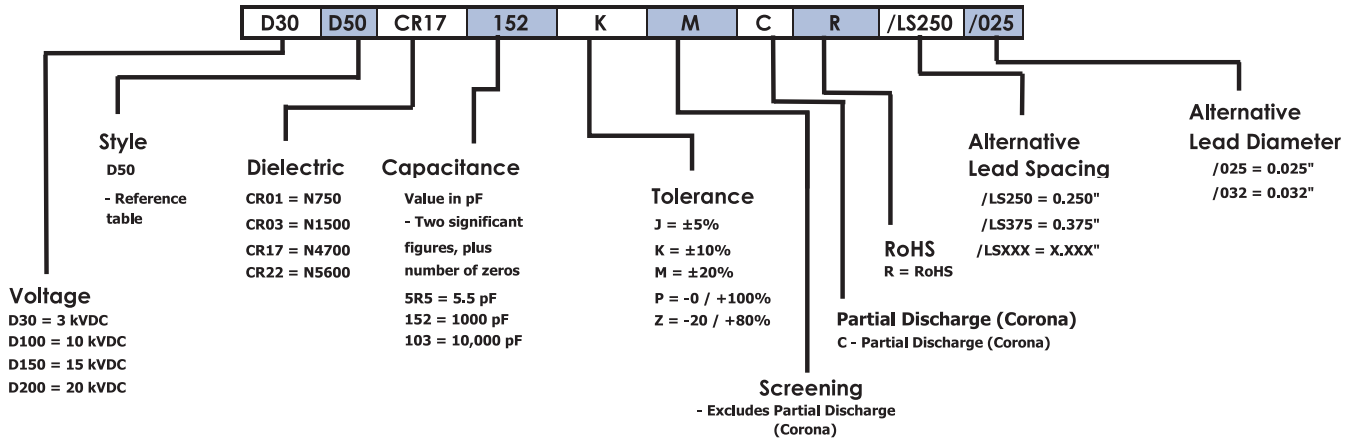 D30 D50 CR17 152 K M C R /LS250 /025
Voltage
D30 = 3 kVDC
D100 = 10 kVDC
D150 = 15 kVDC
D200 = 20 kVDC
Style
D50
- Reference
table
Dielectric
CR01 = N750
CR03 = N1500
CR17 = N4700
CR22 = N5600
Capacitance
Value in pF
- Two significant
figures, plus
number of zeros
5R5 = 5.5 pF
152 = 1000 pF
103 = 10,000 pF
Tolerance
J = ±5%
K = ±10%
M = ±20%
P = -0 / +100%
Z = -20 / +80%
Screening
- Excludes Partial Discharge
(Corona)
Partial Discharge (Corona)
C - Partial Discharge (Corona)
RoHS
R = RoHS
Alternative
Lead Spacing
/LS250 = 0.250"
/LS375 = 0.375"
/LSXXX = X.XXX"
Alternative
Lead Diameter
/025 = 0.025"
/032 = 0.032"